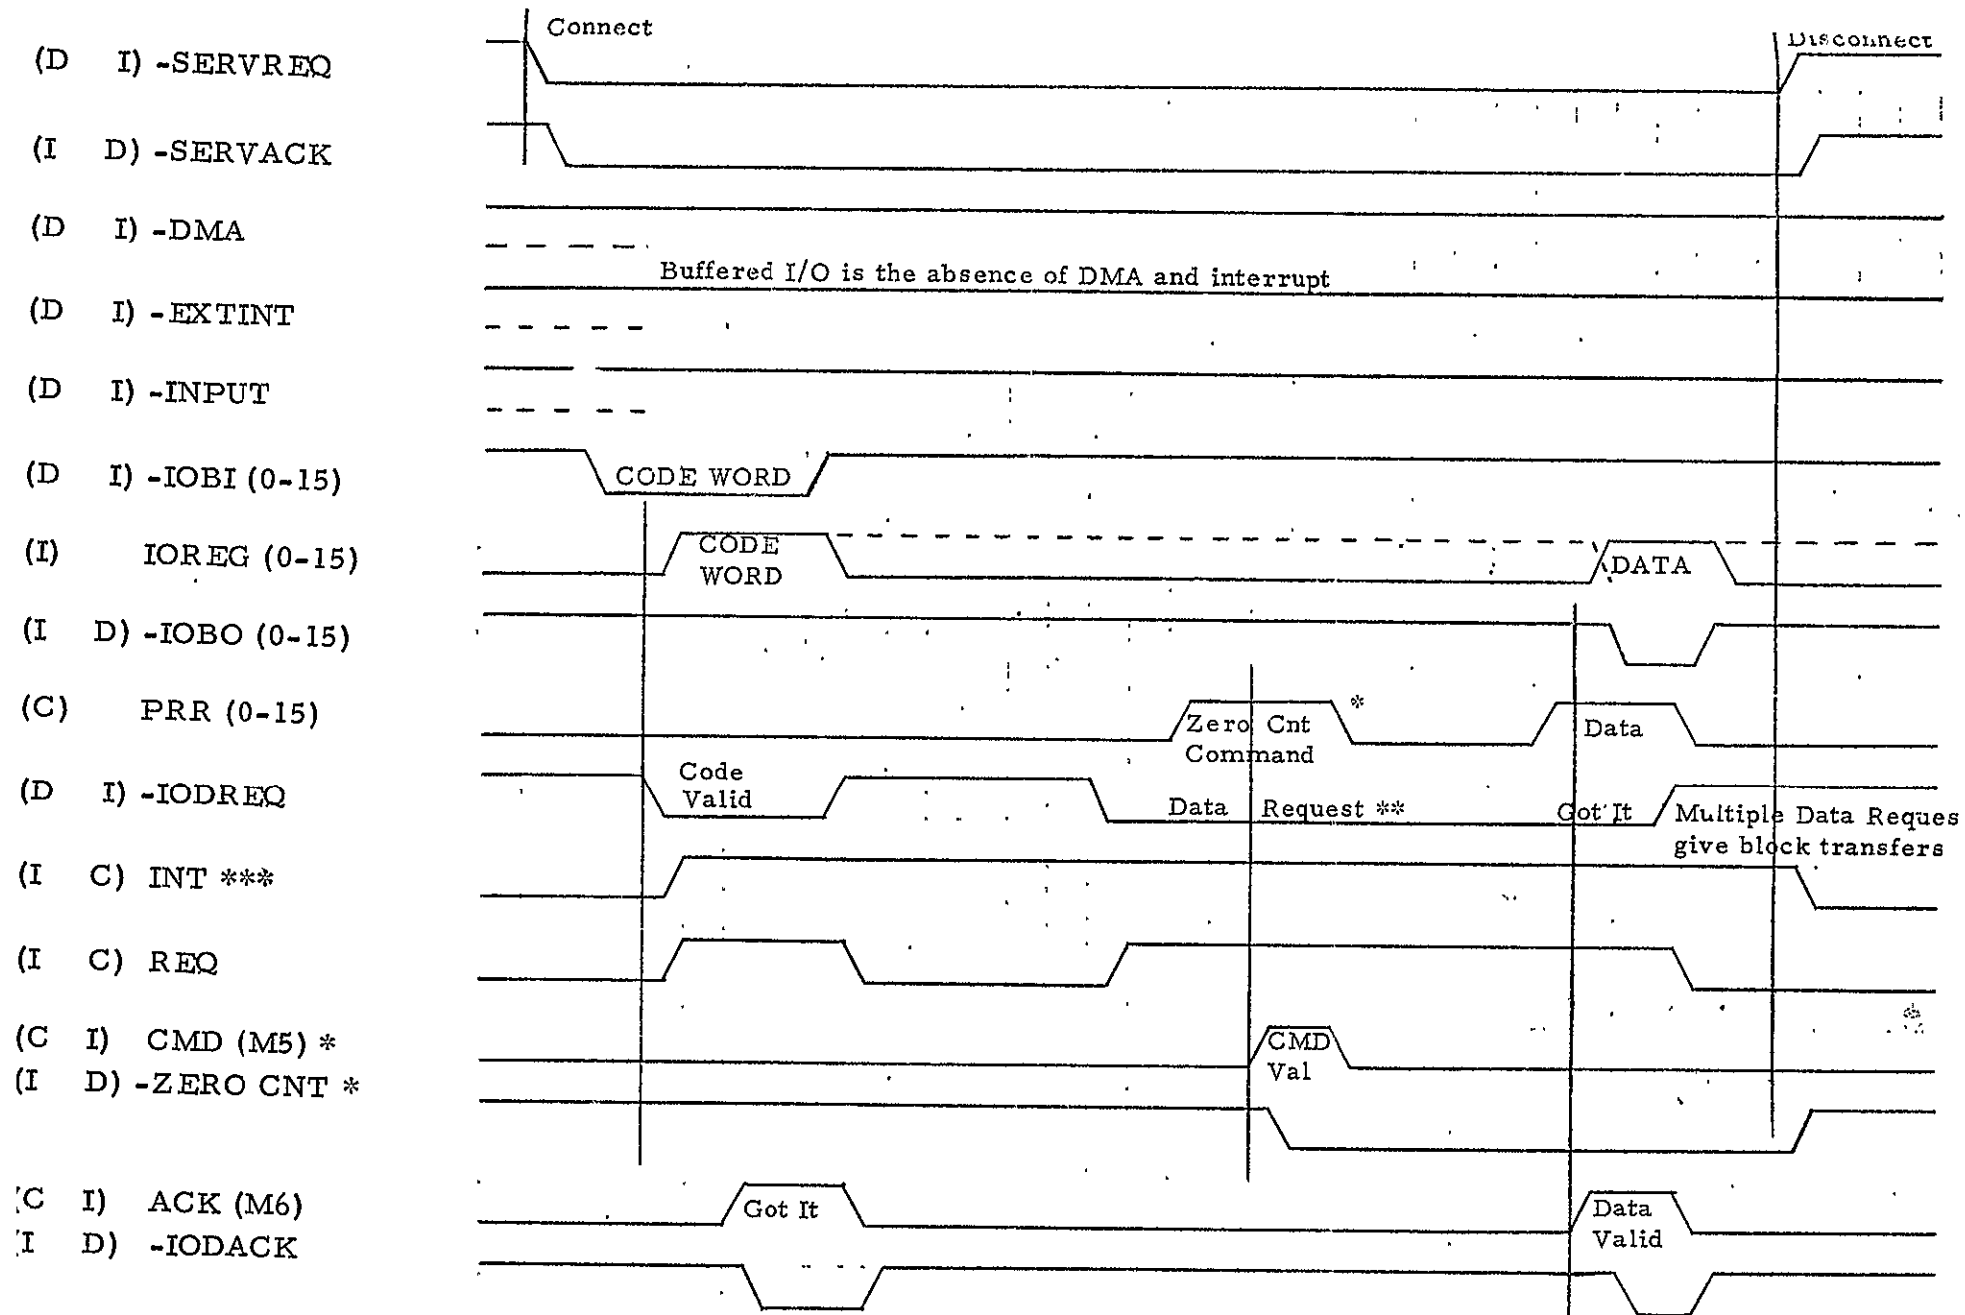 Connect
Disconnect
(D I) -SERVREQ
(I D) -SERVACK
(D I) -DMA
Buffered I/O is the absence of DMA and interrupt
(D I) -EXTINT
(D I) -INPUT
(D I) -IOBI (0-15)
CODE WORD
(I) IOREG (0-15)
CODE
WORD
DATA
(I D) -IOBO (0-15)
(C) PRR (0-15)
Zero Cnt
Command
*
Data
(D I) -IODREQ
Code
Valid
Data Request **
Got It
Multiple Data Reques
give block transfers
(I C) INT ***
(I C) REQ
(C I) CMD (M5) *
CMD
Val
(I D) -ZERO CNT *
(C I) ACK (M6)
Got It
Data
Valid
(I D) -IODACK